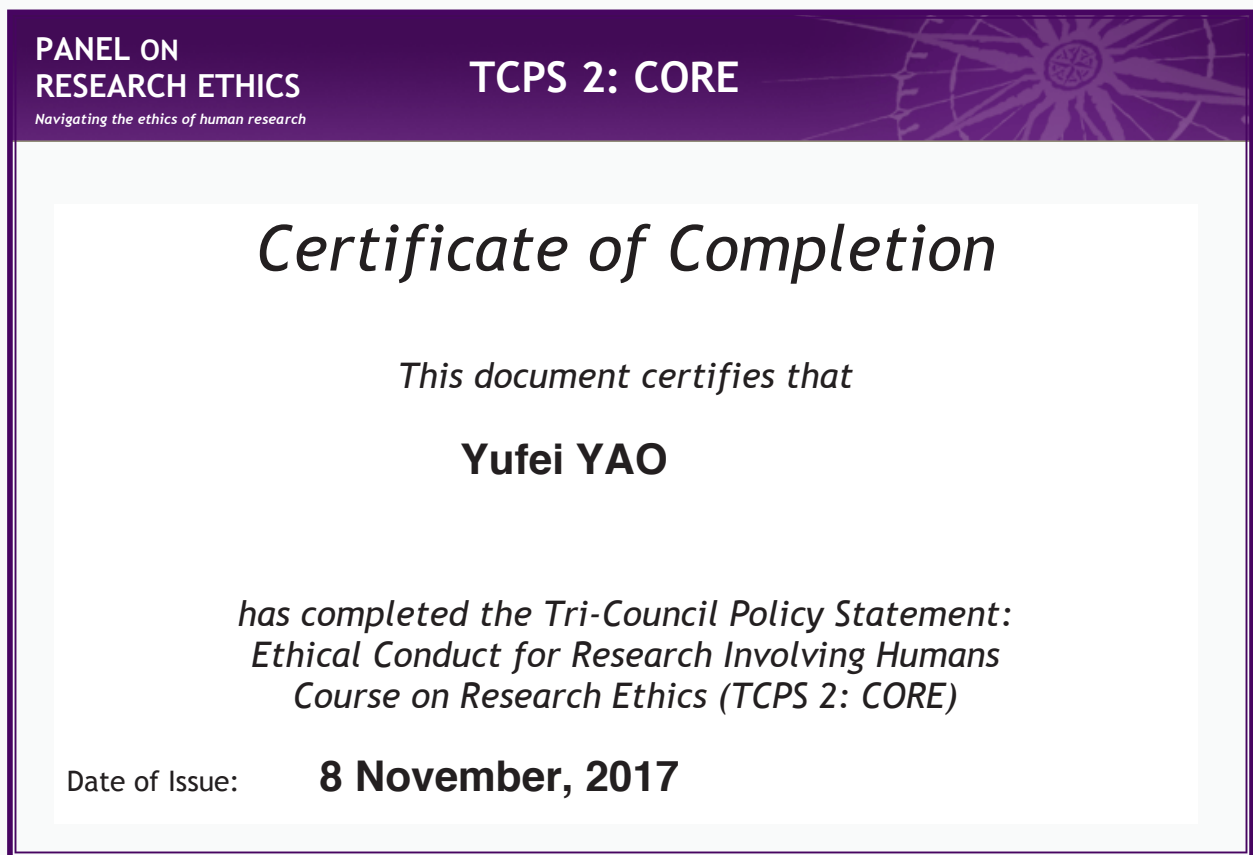 PANEL ON
RESEARCH ETHICS
Navigating the ethics of human research
TCPS 2: CORE
Certificate of Completion
This document certifies that
Yufei YAO
has completed the Tri-Council Policy Statement:
Ethical Conduct for Research Involving Humans
Course on Research Ethics (TCPS 2: CORE)
Date of Issue: 8 November, 2017